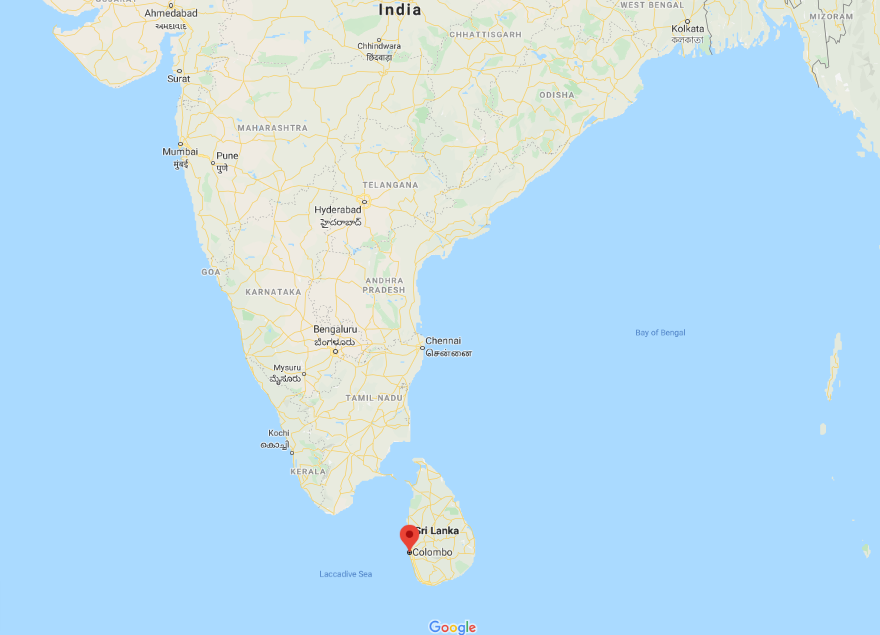 GUJARAT
India
WEST BENGAL
Ahmedabad
અમદાવાદ
MIZORAM
Kolkata
কলকাতা
CHHATTISGARH
Chhindwara
छिंदवाड़ा
Surat
ODISHA
MAHARASHTRA
Mumbai
मुंबई
Pune
पुणे
TELANGANA
Hyderabad
హైదరాబాద్
GOA
ANDHRA
PRADESH
KARNATAKA
Bengaluru
ಬೆಂಗಳೂರು
Bay of Bengal
Chennai
சென்னை
Mysuru
ಮೈಸೂರು
TAMIL NADU
Kochi
കൊച്ചി
KERALA
Sri Lanka
Colombo
Laccadive Sea
Google